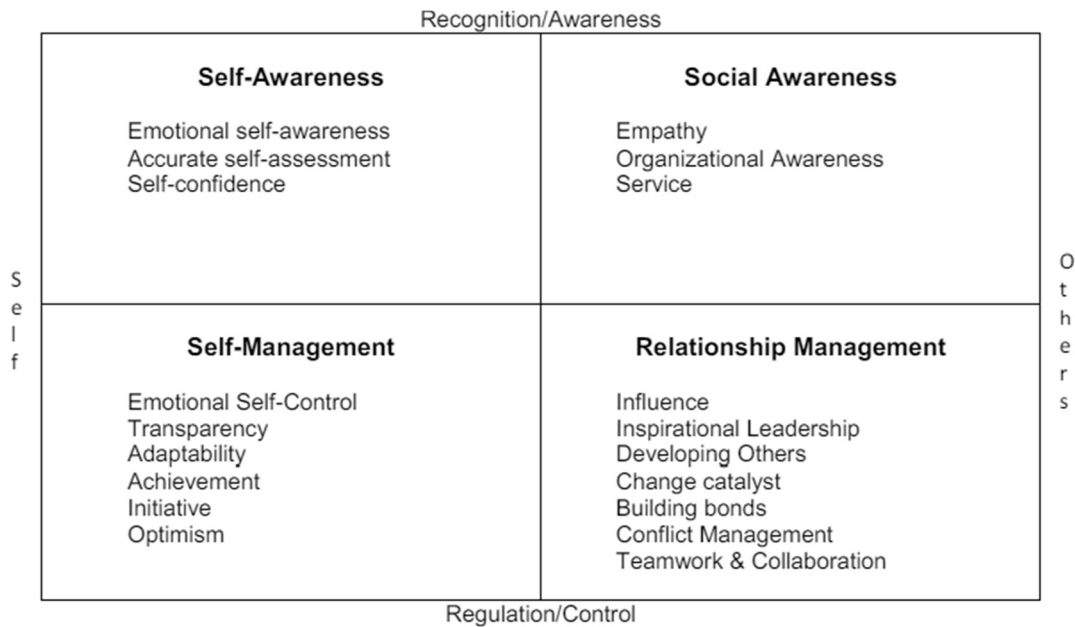 Recognition/Awareness
Self-Awareness
Emotional self-awareness
Accurate self-assessment
Self-confidence
Social Awareness
Empathy
Organizational Awareness
Service
Self
Others
Self-Management
Emotional Self-Control
Transparency
Adaptability
Achievement
Initiative
Optimism
Relationship Management
Influence
Inspirational Leadership
Developing Others
Change catalyst
Building bonds
Conflict Management
Teamwork & Collaboration
Regulation/Control